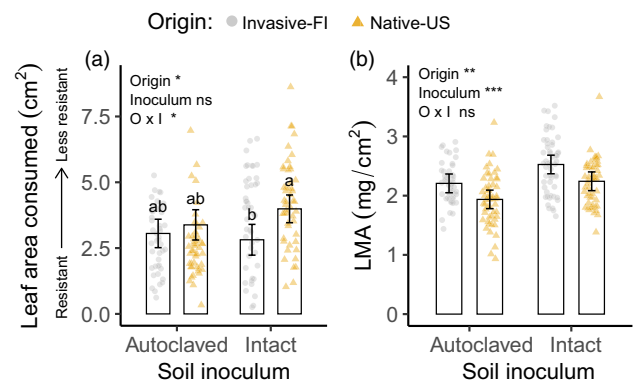 Origin: Invasive-FI Native-US
(a)
Origin *
Inoculum ns
O x I *
Leaf area consumed (cm²)
Resistant → Less resistant
7.5
5.0
2.5
0.0
ab
ab
b
a
Autoclaved
Intact
Soil inoculum
(b)
Origin **
Inoculum ***
O x I ns
LMA (mg/cm²)
4
3
2
1
0
Autoclaved
Intact
Soil inoculum